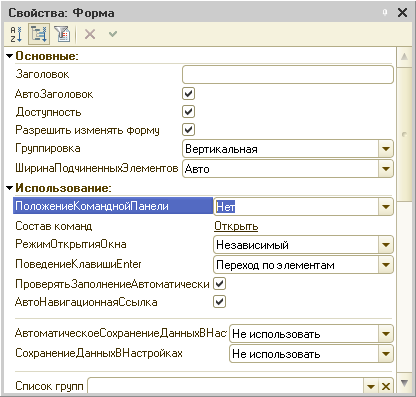 Свойства: Форма
Основные:
Заголовок
АвтоЗаголовок
Доступность
Разрешить изменять форму
Группировка Вертикальная
ШиринаПодчиненныхЭлементов Авто
Использование:
ПоложениеКоманднойПанели Нет
Состав команд Открыть
РежимОткрытияОкна Независимый
ПоведениеКлавишиEnter Переход по элементам
ПроверятьЗаполнениеАвтоматически
АвтоНавигационнаяСсылка
АвтоматическоеСохранениеДанныхВНаст Не использовать
СохранениеДанныхВНастройках Не использовать
Список групп